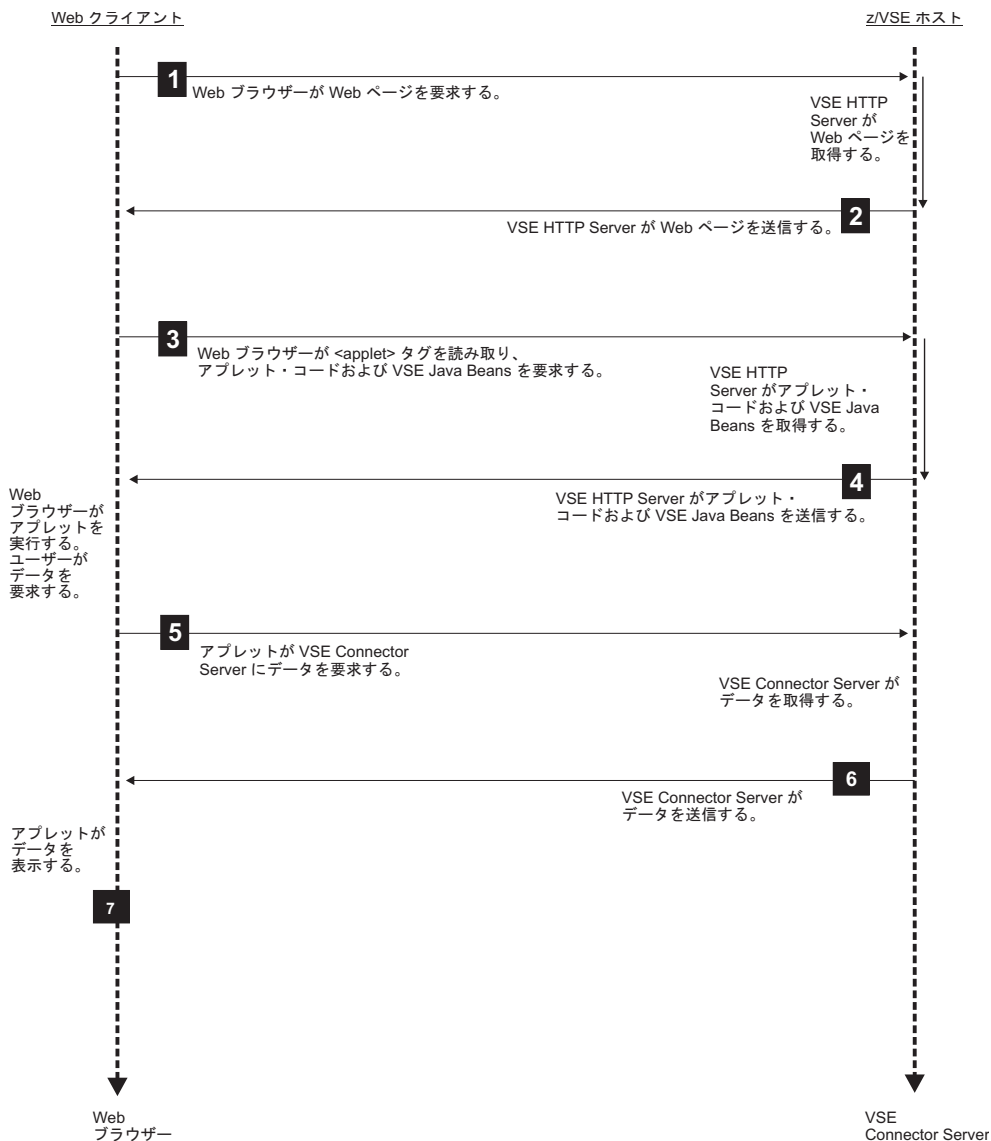 Web クライアント
z/VSE ホスト
1
Web ブラウザーが Web ページを要求する。
VSE HTTP
Server が
Web ページを
取得する。
2
VSE HTTP Server が Web ページを送信する。
3
Web ブラウザーが <applet> タグを読み取り、
アプレット・コードおよび VSE Java Beans を要求する。
VSE HTTP
Server がアプレット・
コードおよび VSE Java
Beans を取得する。
4
VSE HTTP Server がアプレット・
コードおよび VSE Java Beans を送信する。
Web
ブラウザーが
アプレットを
実行する。
ユーザーが
データを
要求する。
5
アプレットが VSE Connector
Server にデータを要求する。
VSE Connector Server が
データを取得する。
6
VSE Connector Server が
データを送信する。
アプレットが
データを
表示する。
7
Web
ブラウザー
VSE
Connector Server